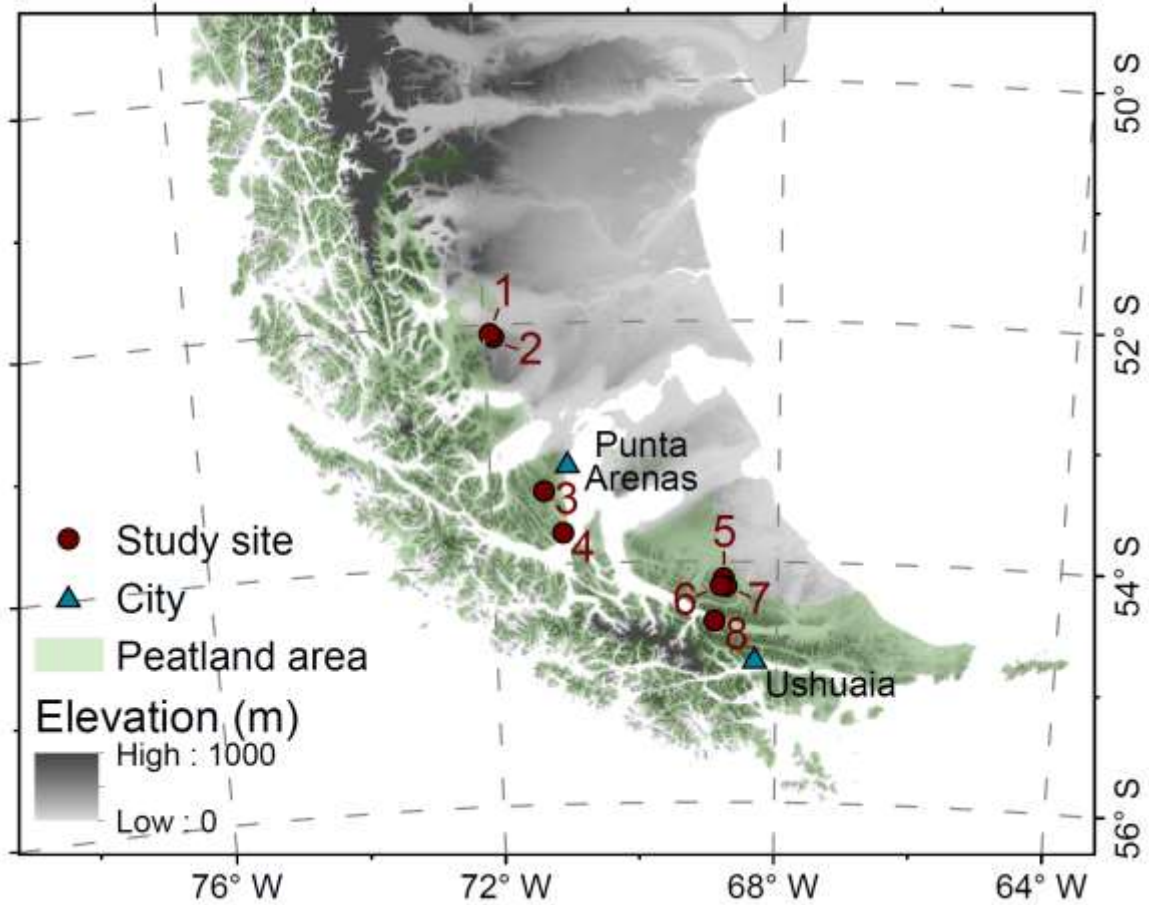 50° S
1
2
52° S
Punta
Arenas
3
Study site
4
5
City
54° S
6
7
8
Peatland area
Ushuaia
Elevation (m)
High : 1000
Low : 0
56° S
76° W
72° W
68° W
64° W